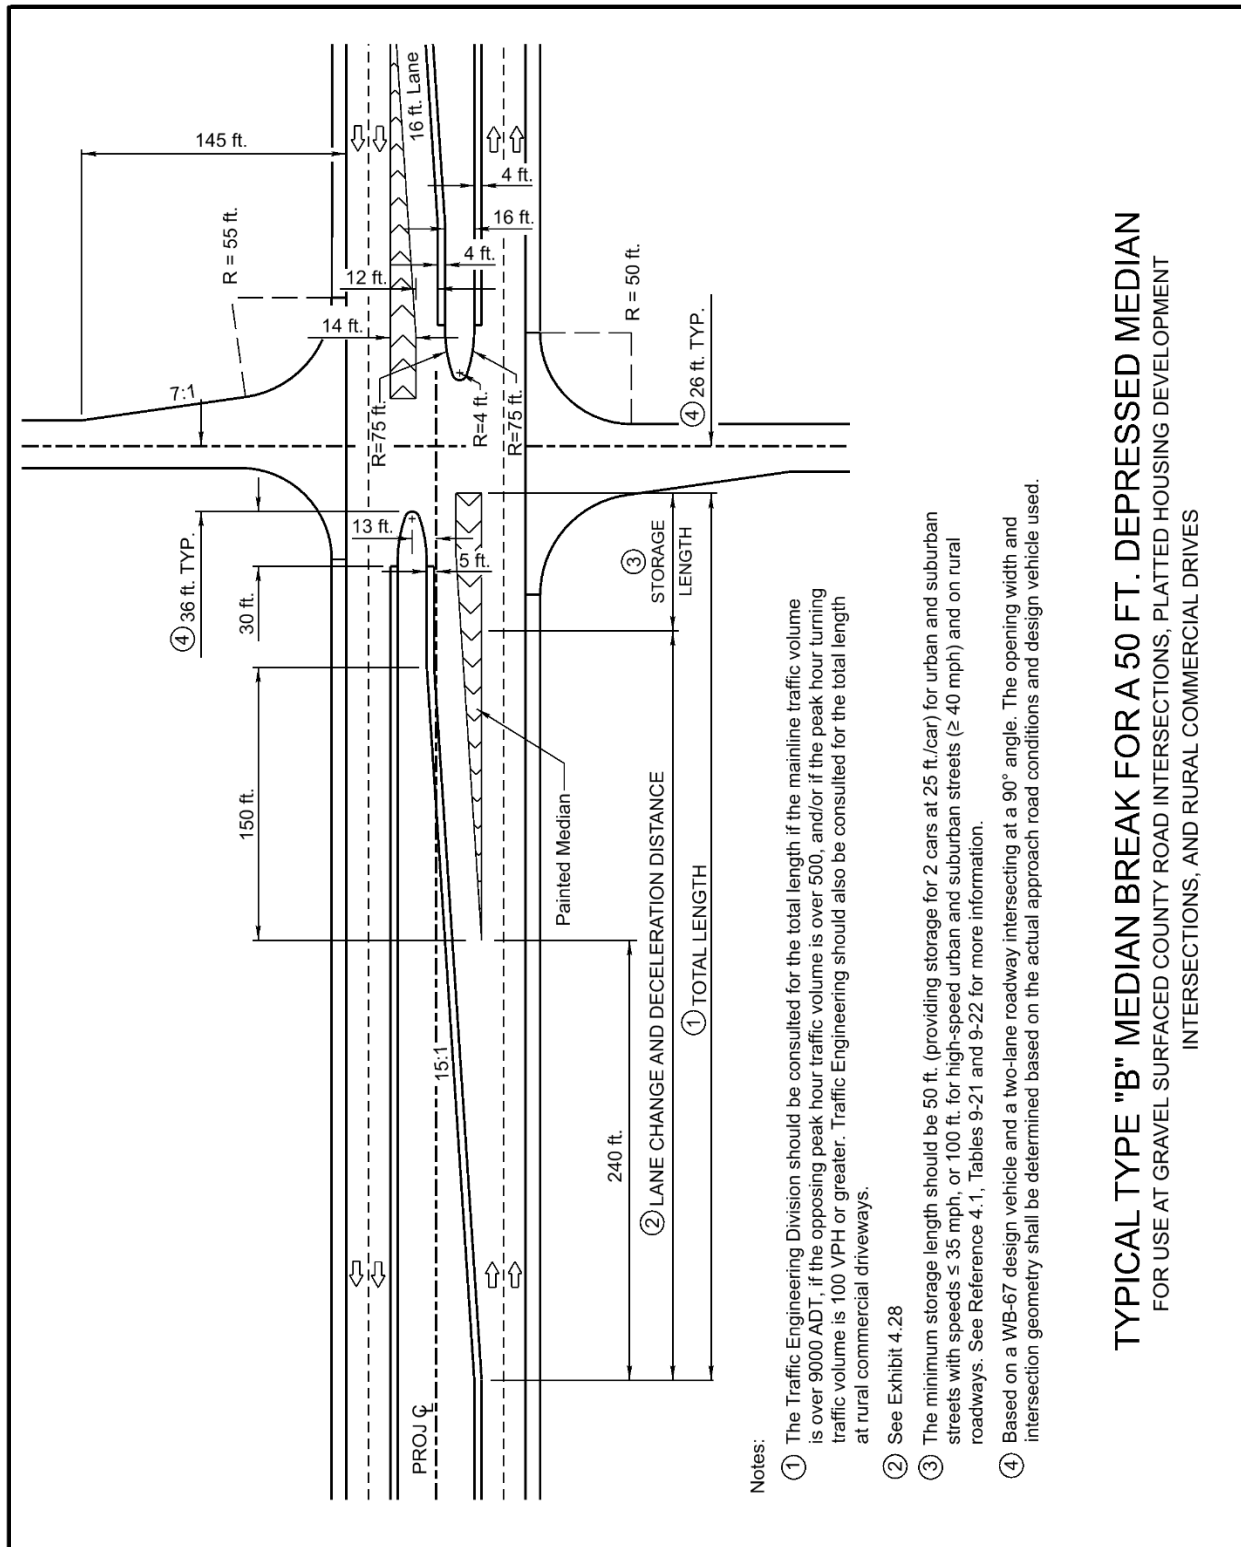 145 ft.
R = 55 ft.
7:1
16 ft. Lane
4 ft.
16 ft.
4 ft.
12 ft.
14 ft.
R=75 ft.
R=4 ft.
R=75 ft.
R = 50 ft.
④ 26 ft. TYP.
④ 36 ft. TYP.
13 ft.
5 ft.
30 ft.
150 ft.
③
STORAGE
LENGTH
Painted Median
15:1
240 ft.
② LANE CHANGE AND DECELERATION DISTANCE
① TOTAL LENGTH
PROJ ℄
Notes:
① The Traffic Engineering Division should be consulted for the total length if the mainline traffic volume
is over 9000 ADT, if the opposing peak hour traffic volume is over 500, and/or if the peak hour turning
traffic volume is 100 VPH or greater. Traffic Engineering should also be consulted for the total length
at rural commercial driveways.
② See Exhibit 4.28
③ The minimum storage length should be 50 ft. (providing storage for 2 cars at 25 ft./car) for urban and suburban
streets with speeds ≤ 35 mph, or 100 ft. for high-speed urban and suburban streets (≥ 40 mph) and on rural
roadways. See Reference 4.1, Tables 9-21 and 9-22 for more information.
④ Based on a WB-67 design vehicle and a two-lane roadway intersecting at a 90° angle. The opening width and
intersection geometry shall be determined based on the actual approach road conditions and design vehicle used.
TYPICAL TYPE "B" MEDIAN BREAK FOR A 50 FT. DEPRESSED MEDIAN
FOR USE AT GRAVEL SURFACED COUNTY ROAD INTERSECTIONS, PLATTED HOUSING DEVELOPMENT
INTERSECTIONS, AND RURAL COMMERCIAL DRIVES